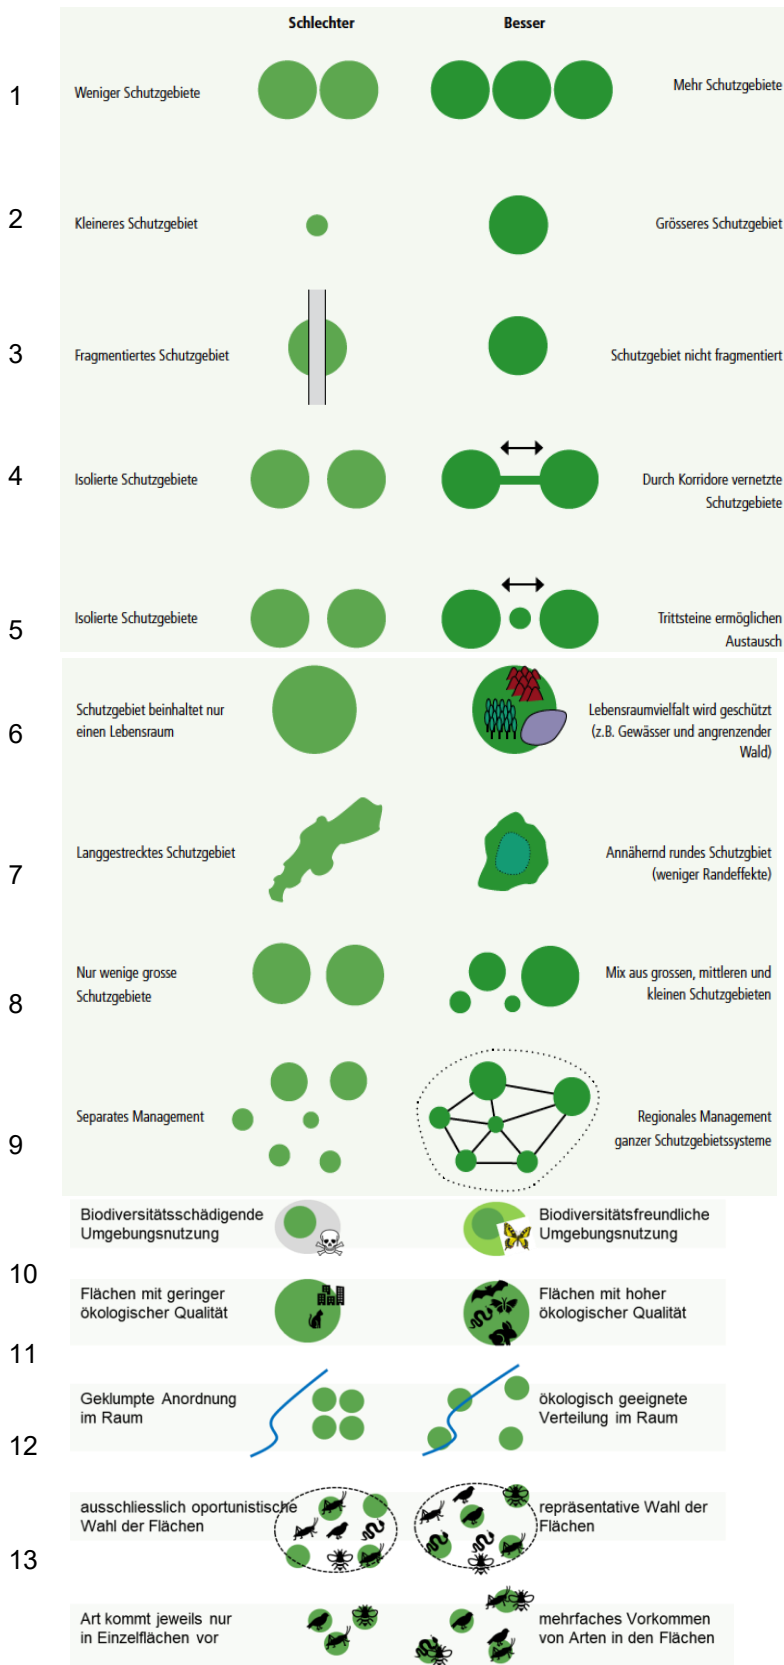 Schlechter Besser
1 Weniger Schutzgebiete Mehr Schutzgebiete
2 Kleineres Schutzgebiet Grösseres Schutzgebiet
3 Fragmentiertes Schutzgebiet Schutzgebiet nicht fragmentiert
4 Isolierte Schutzgebiete Durch Korridore vernetzte
Schutzgebiete
5 Isolierte Schutzgebiete Trittsteine ermöglichen
Austausch
6 Schutzgebiet beinhaltet nur
einen Lebensraum
Lebensraumvielfalt wird geschützt
(z.B. Gewässer und angrenzender
Wald)
7 Langgestrecktes Schutzgebiet
Annähernd rundes Schutzgbiet
(weniger Randeffekte)
8 Nur wenige grosse
Schutzgebiete
Mix aus grossen, mittleren und
kleinen Schutzgebieten
9 Separates Management
Regionales Management
ganzer Schutzgebietssysteme
Biodiversitätsschädigende
Umgebungsnutzung
Biodiversitätsfreundliche
Umgebungsnutzung
10
Flächen mit geringer
ökologischer Qualität
Flächen mit hoher
ökologischer Qualität
11
Geklumpte Anordnung
im Raum
ökologisch geeignete
Verteilung im Raum
12
ausschliesslich oportunistische
Wahl der Flächen
repräsentative Wahl der
Flächen
13
Art kommt jeweils nur
in Einzelflächen vor
mehrfaches Vorkommen
von Arten in den Flächen